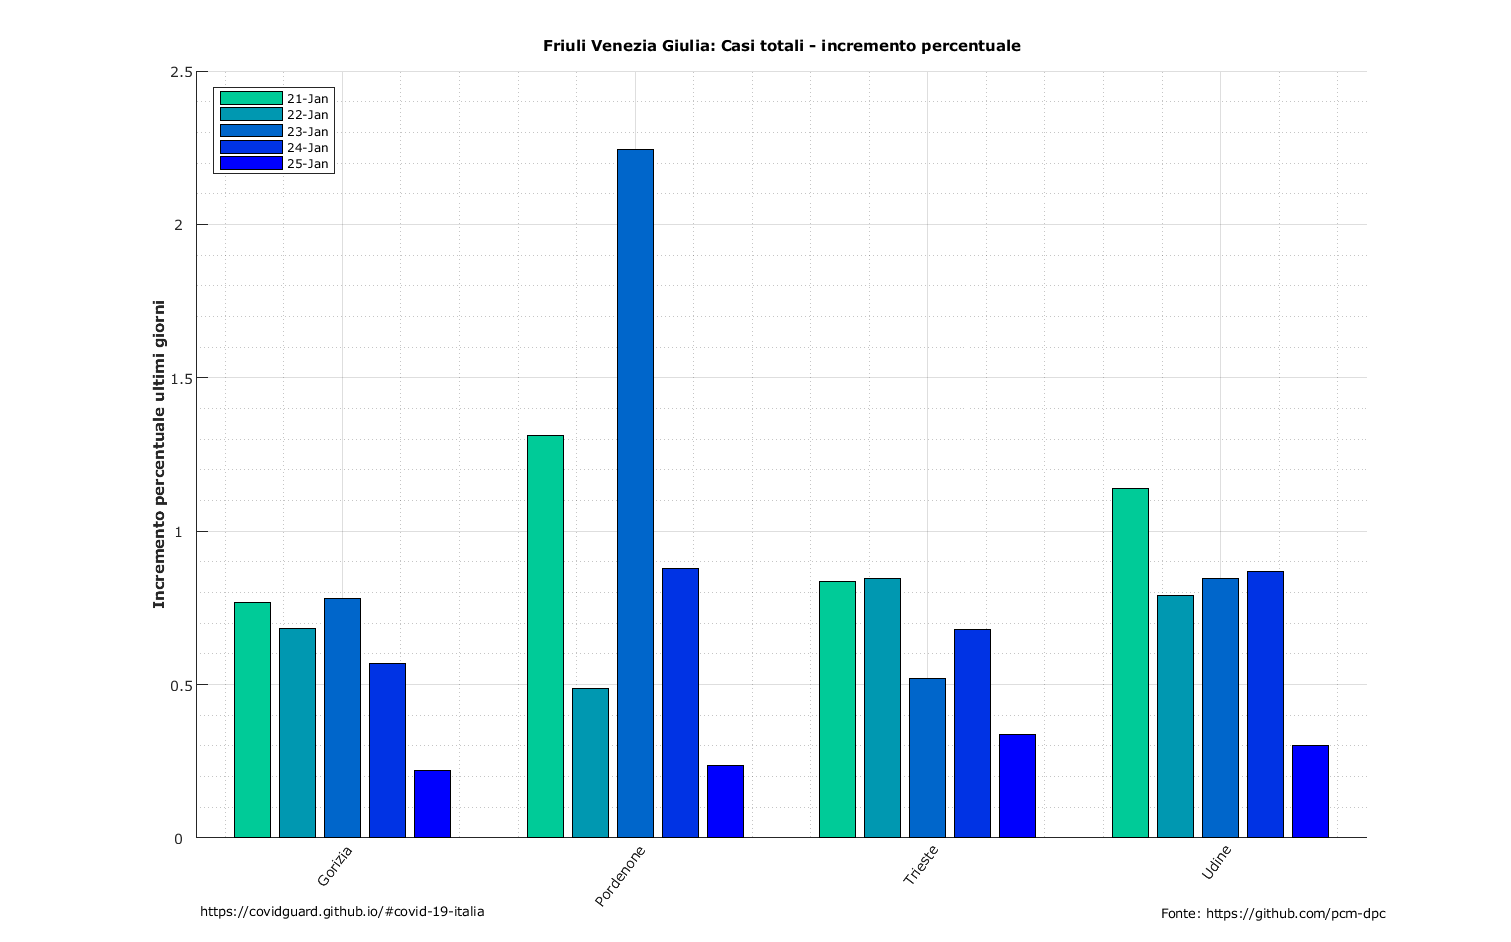 Friuli Venezia Giulia: Casi totali - incremento percentuale
2.5
2
1.5
1
0.5
0
Incremento percentuale ultimi giorni
21-Jan
22-Jan
23-Jan
24-Jan
25-Jan
Gorizia
Pordenone
Trieste
Udine
https://covidguard.github.io/#covid-19-italia
Fonte: https://github.com/pcm-dpc